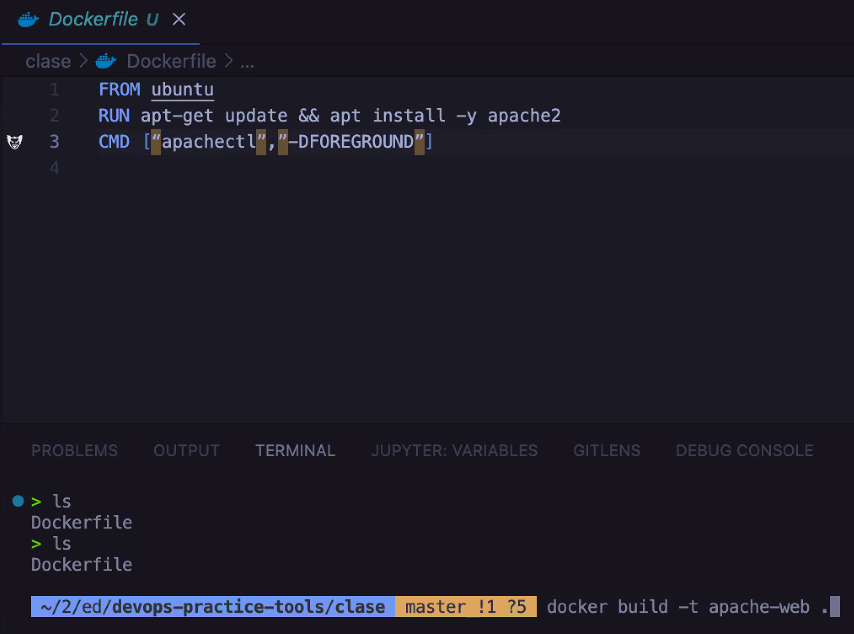 Dockerfile U ×
clase > Dockerfile > ...
1 FROM ubuntu
2 RUN apt-get update && apt install -y apache2
3 CMD [“apachectl”,”-DFOREGROUND”]
4
PROBLEMS OUTPUT TERMINAL JUPYTER: VARIABLES GITLENS DEBUG CONSOLE
> ls
Dockerfile
> ls
Dockerfile
~/2/ed/devops-practice-tools/clase master !1 ?5 docker build -t apache-web .